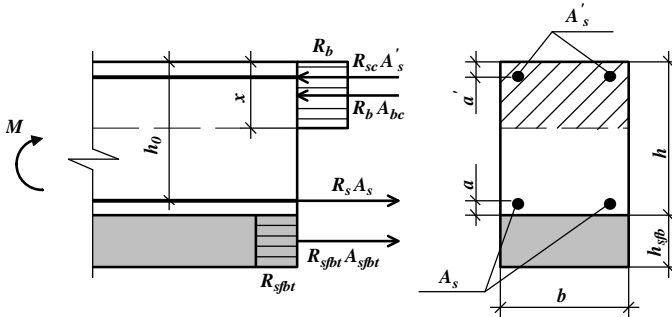 R_b
R_sc A'_s
A'_s
x
R_b A_bc
a'
M
h_0
h
R_s A_s
a
R_sfbt A_sfbt
h_sfb
R_sfbt
A_s
b